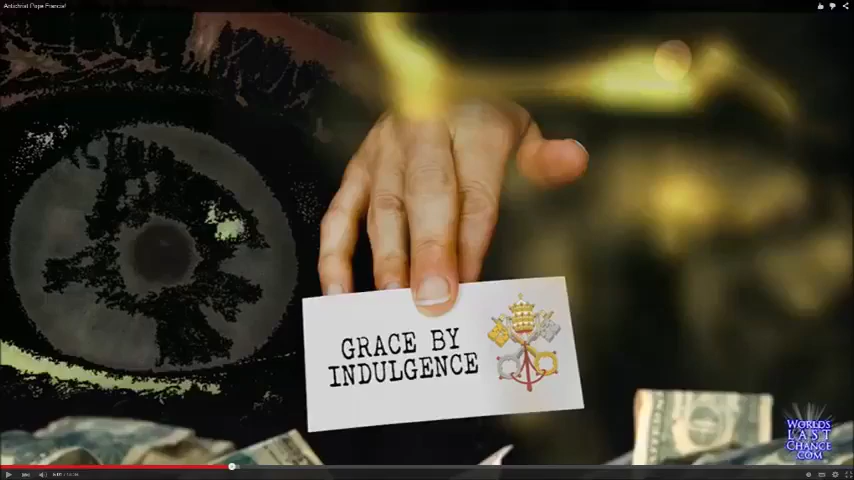 Antichrist Pope Francis!
GRACE BY
INDULGENCE
WORLDS
LAST
CHANCE
.COM